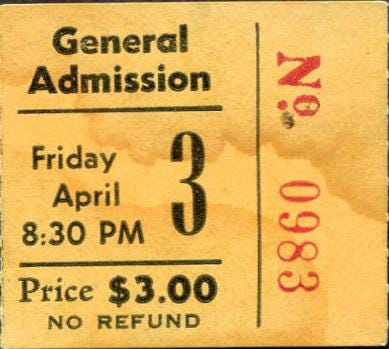 General
Admission
Friday
April
8:30 PM
3
Price $3.00
NO REFUND
No. 0983